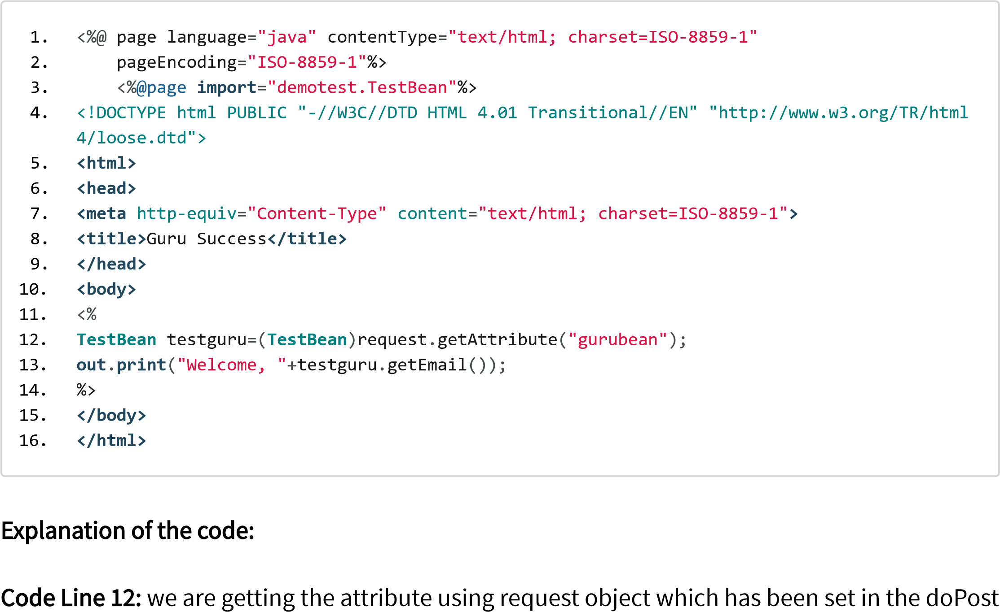 1. <%@ page language="java" contentType="text/html; charset=ISO-8859-1"
2. pageEncoding="ISO-8859-1"%>
3. <%@page import="demotest.TestBean"%>
4. <!DOCTYPE html PUBLIC "-//W3C//DTD HTML 4.01 Transitional//EN" "http://www.w3.org/TR/html
4/loose.dtd">
5. <html>
6. <head>
7. <meta http-equiv="Content-Type" content="text/html; charset=ISO-8859-1">
8. <title>Guru Success</title>
9. </head>
10. <body>
11. <%
12. TestBean testguru=(TestBean)request.getAttribute("gurubean");
13. out.print("Welcome, "+testguru.getEmail());
14. %>
15. </body>
16. </html>
Explanation of the code:
Code Line 12: we are getting the attribute using request object which has been set in the doPost